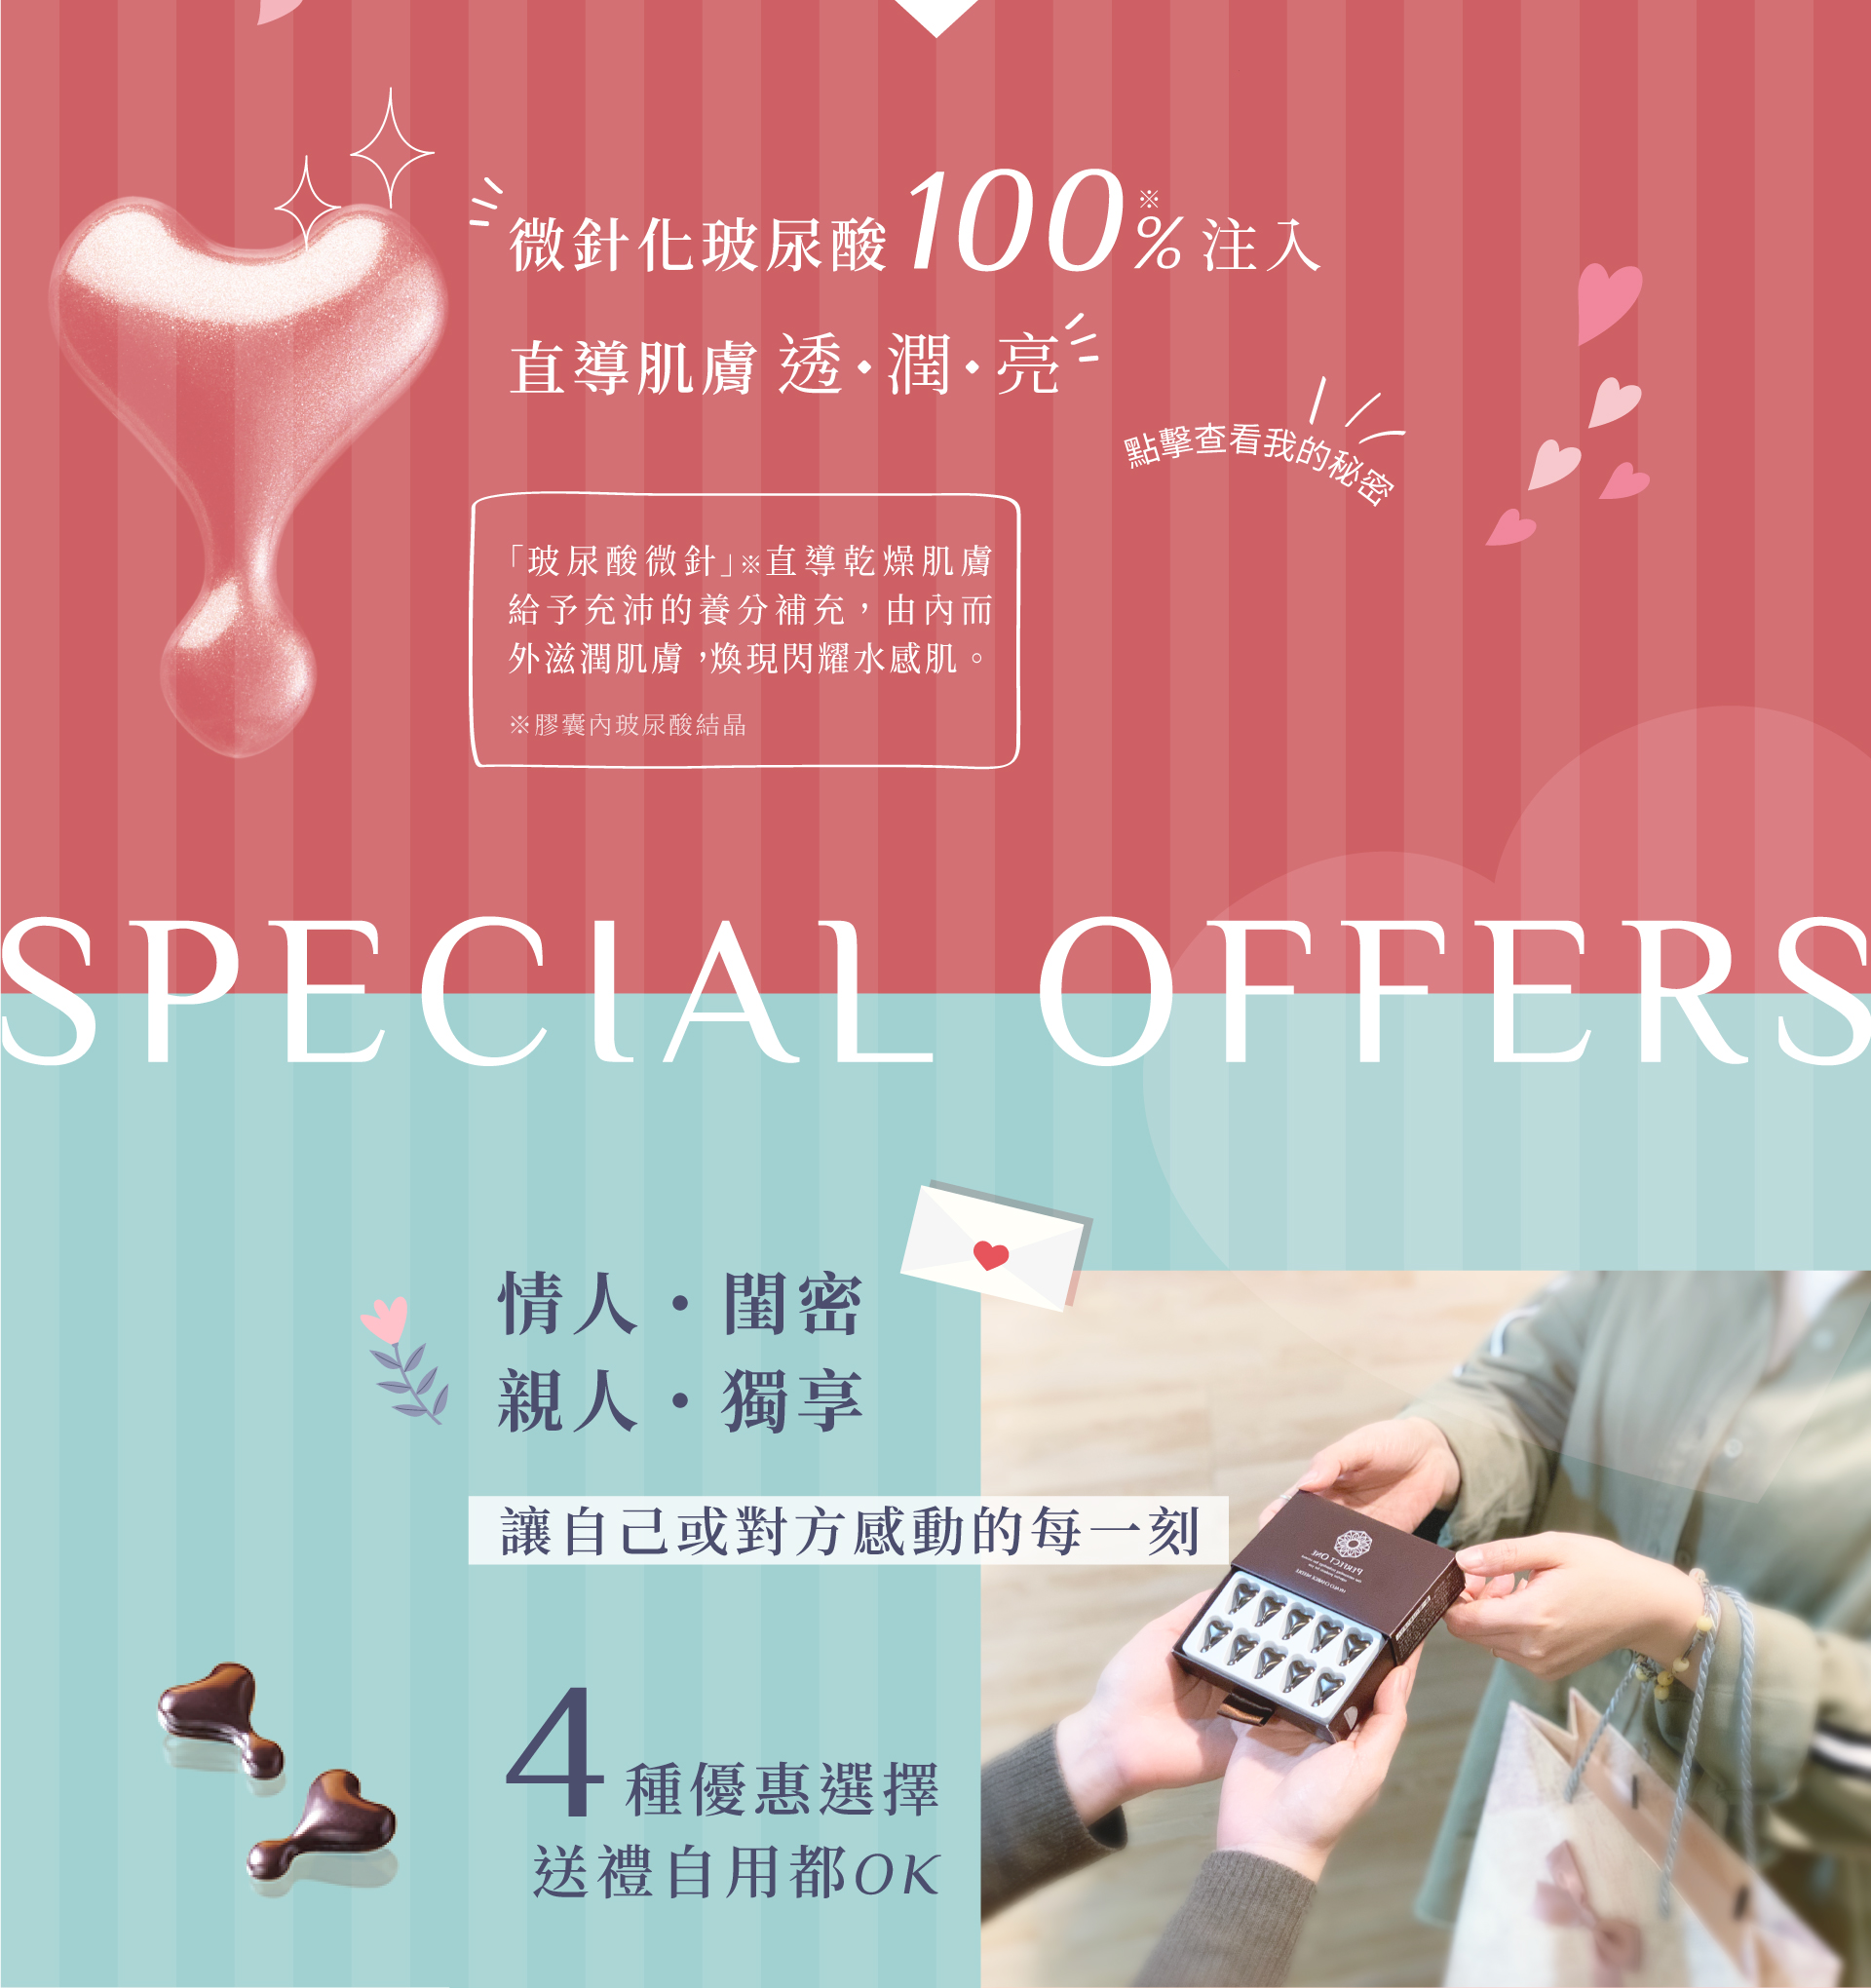 微針化玻尿酸100%※注入
直導肌膚 透・潤・亮
點擊查看我的秘密
「玻尿酸微針」※直導乾燥肌膚
給予充沛的養分補充，由內而
外滋潤肌膚，煥現閃耀水感肌。
※膠囊內玻尿酸結晶
SPECIAL OFFERS
情人・閨密
親人・獨享
讓自己或對方感動的每一刻
PERFECT ONE
4種優惠選擇
送禮自用都OK